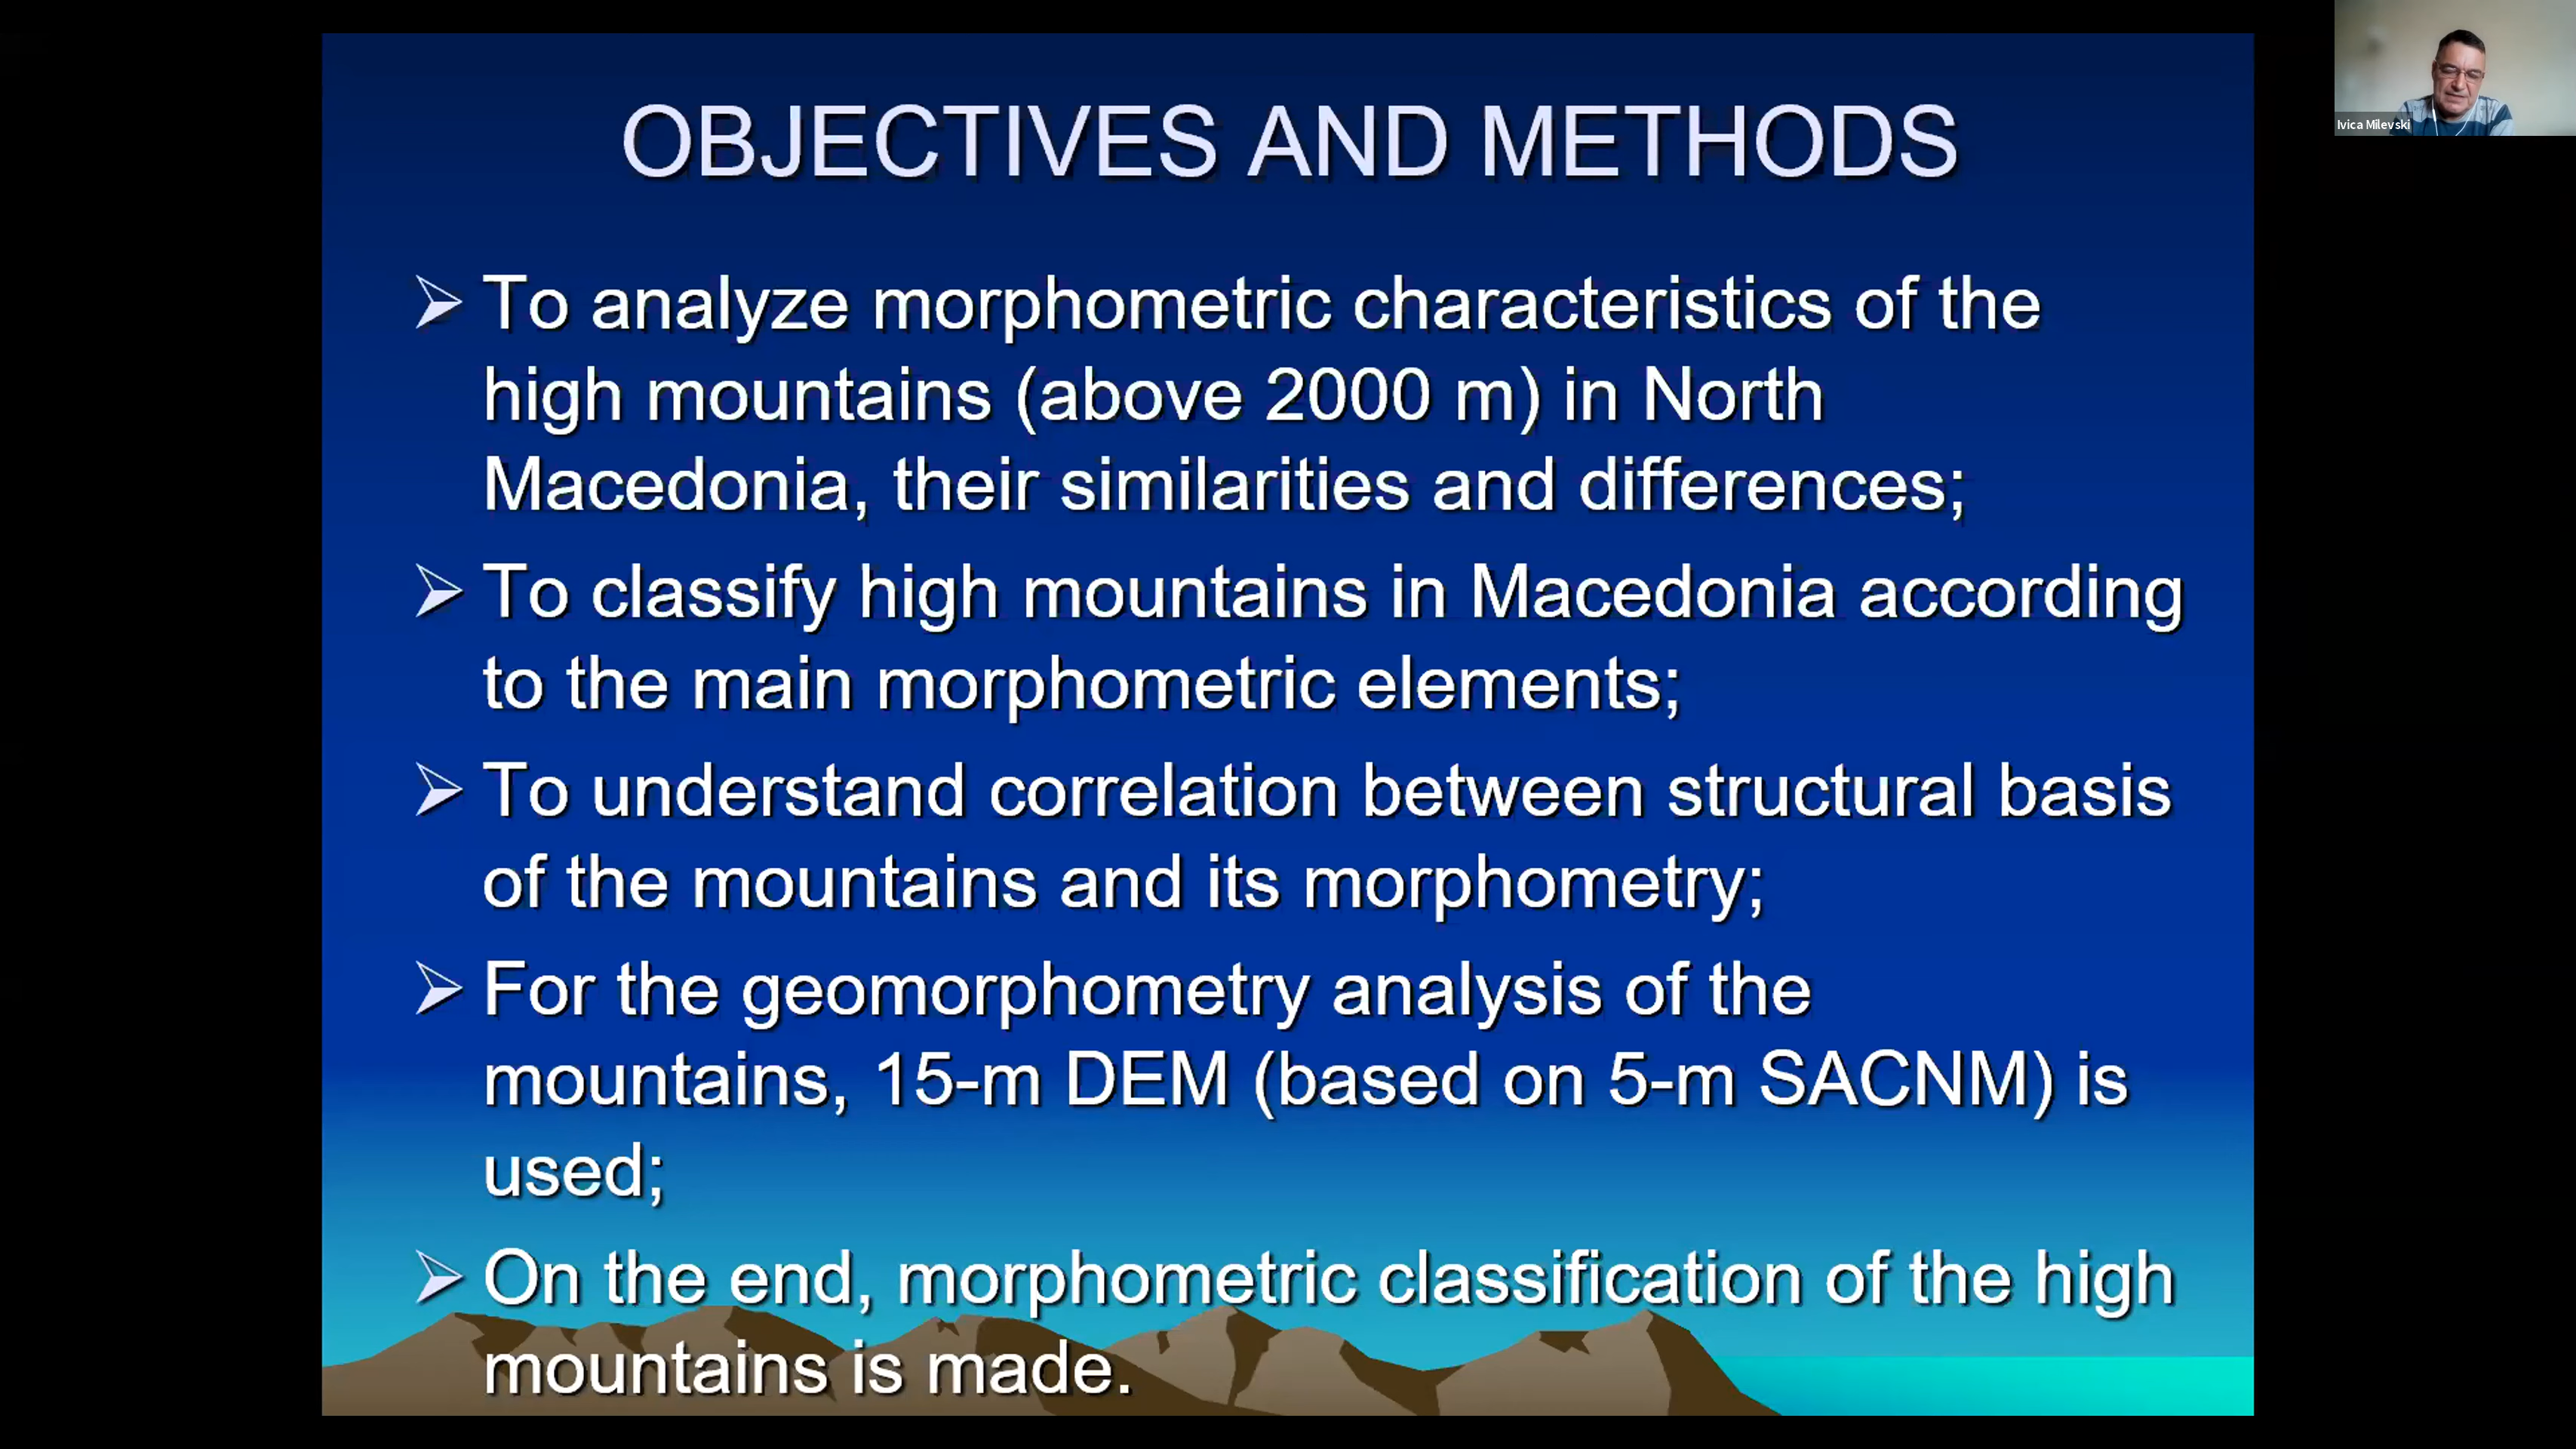 OBJECTIVES AND METHODS
To analyze morphometric characteristics of the
high mountains (above 2000 m) in North
Macedonia, their similarities and differences;
To classify high mountains in Macedonia according
to the main morphometric elements;
To understand correlation between structural basis
of the mountains and its morphometry;
For the geomorphometry analysis of the
mountains, 15-m DEM (based on 5-m SACNM) is
used;
On the end, morphometric classification of the high
mountains is made.
Ivica Milevski